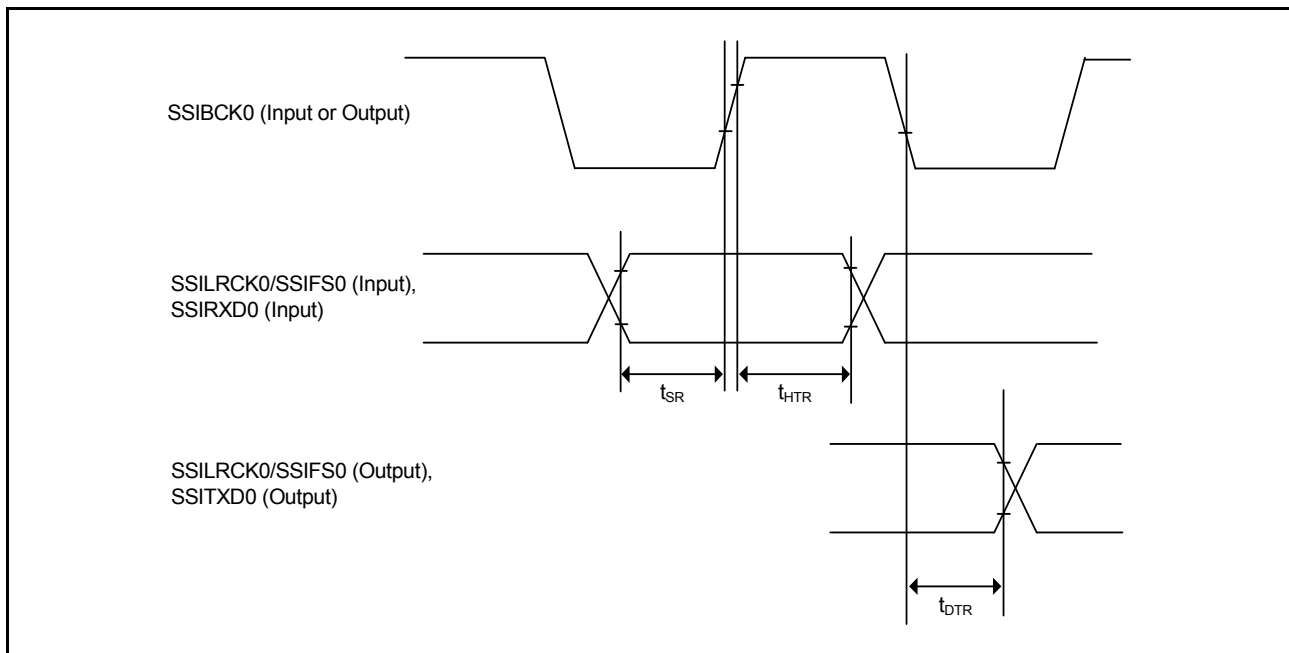 SSIBCK0 (Input or Output)
SSILRCK0/SSIFS0 (Input),
SSIRXD0 (Input)
tSR
tHTR
SSILRCK0/SSIFS0 (Output),
SSITXD0 (Output)
tDTR